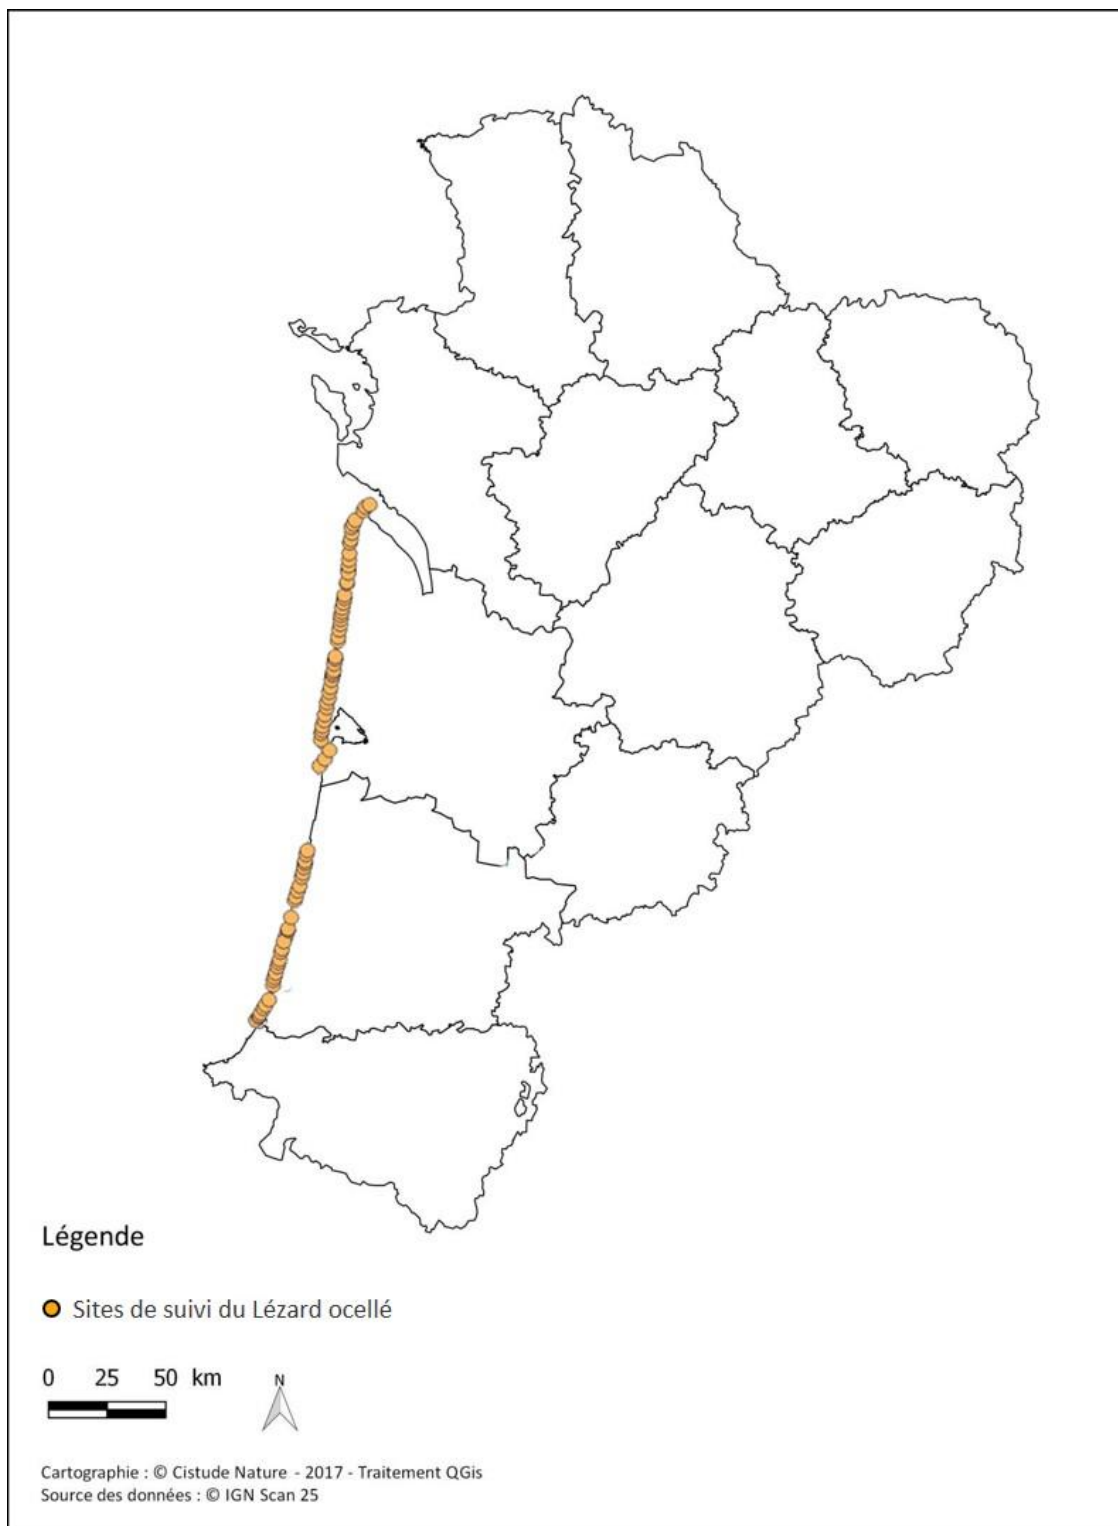 Légende
Sites de suivi du Lézard ocellé
0 25 50 km
N
Cartographie : © Cistude Nature - 2017 - Traitement QGis
Source des données : © IGN Scan 25